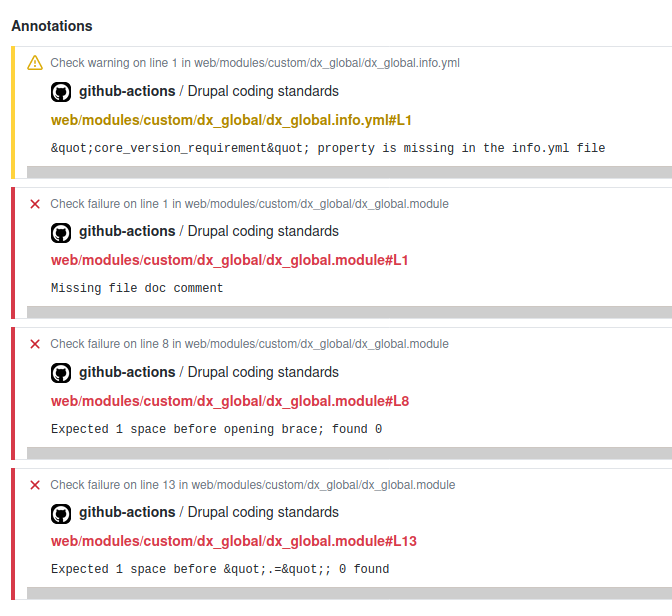 Annotations
Check warning on line 1 in web/modules/custom/dx_global/dx_global.info.yml
github-actions / Drupal coding standards
web/modules/custom/dx_global/dx_global.info.yml#L1
&quot;core_version_requirement&quot; property is missing in the info.yml file
Check failure on line 1 in web/modules/custom/dx_global/dx_global.module
github-actions / Drupal coding standards
web/modules/custom/dx_global/dx_global.module#L1
Missing file doc comment
Check failure on line 8 in web/modules/custom/dx_global/dx_global.module
github-actions / Drupal coding standards
web/modules/custom/dx_global/dx_global.module#L8
Expected 1 space before opening brace; found 0
Check failure on line 13 in web/modules/custom/dx_global/dx_global.module
github-actions / Drupal coding standards
web/modules/custom/dx_global/dx_global.module#L13
Expected 1 space before &quot;.=&quot;; 0 found